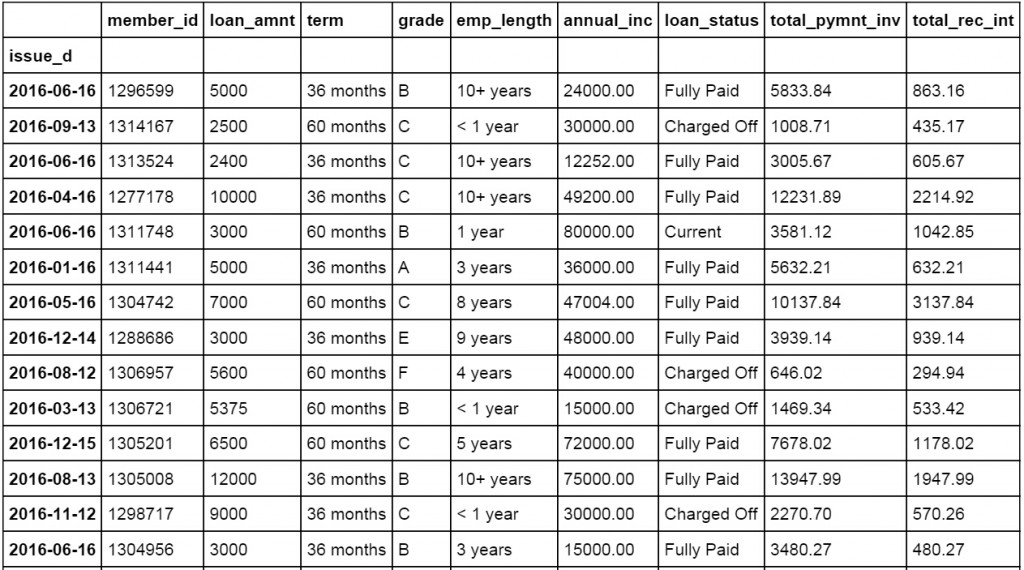 member_id loan_amnt term grade emp_length annual_inc loan_status total_pymnt_inv total_rec_int
issue_d
2016-06-16 1296599 5000 36 months B 10+ years 24000.00 Fully Paid 5833.84 863.16
2016-09-13 1314167 2500 60 months C < 1 year 30000.00 Charged Off 1008.71 435.17
2016-06-16 1313524 2400 36 months C 10+ years 12252.00 Fully Paid 3005.67 605.67
2016-04-16 1277178 10000 36 months C 10+ years 49200.00 Fully Paid 12231.89 2214.92
2016-06-16 1311748 3000 60 months B 1 year 80000.00 Current 3581.12 1042.85
2016-01-16 1311441 5000 36 months A 3 years 36000.00 Fully Paid 5632.21 632.21
2016-05-16 1304742 7000 60 months C 8 years 47004.00 Fully Paid 10137.84 3137.84
2016-12-14 1288686 3000 36 months E 9 years 48000.00 Fully Paid 3939.14 939.14
2016-08-12 1306957 5600 60 months F 4 years 40000.00 Charged Off 646.02 294.94
2016-03-13 1306721 5375 60 months B < 1 year 15000.00 Charged Off 1469.34 533.42
2016-12-15 1305201 6500 60 months C 5 years 72000.00 Fully Paid 7678.02 1178.02
2016-08-13 1305008 12000 36 months B 10+ years 75000.00 Fully Paid 13947.99 1947.99
2016-11-12 1298717 9000 36 months C < 1 year 30000.00 Charged Off 2270.70 570.26
2016-06-16 1304956 3000 36 months B 3 years 15000.00 Fully Paid 3480.27 480.27